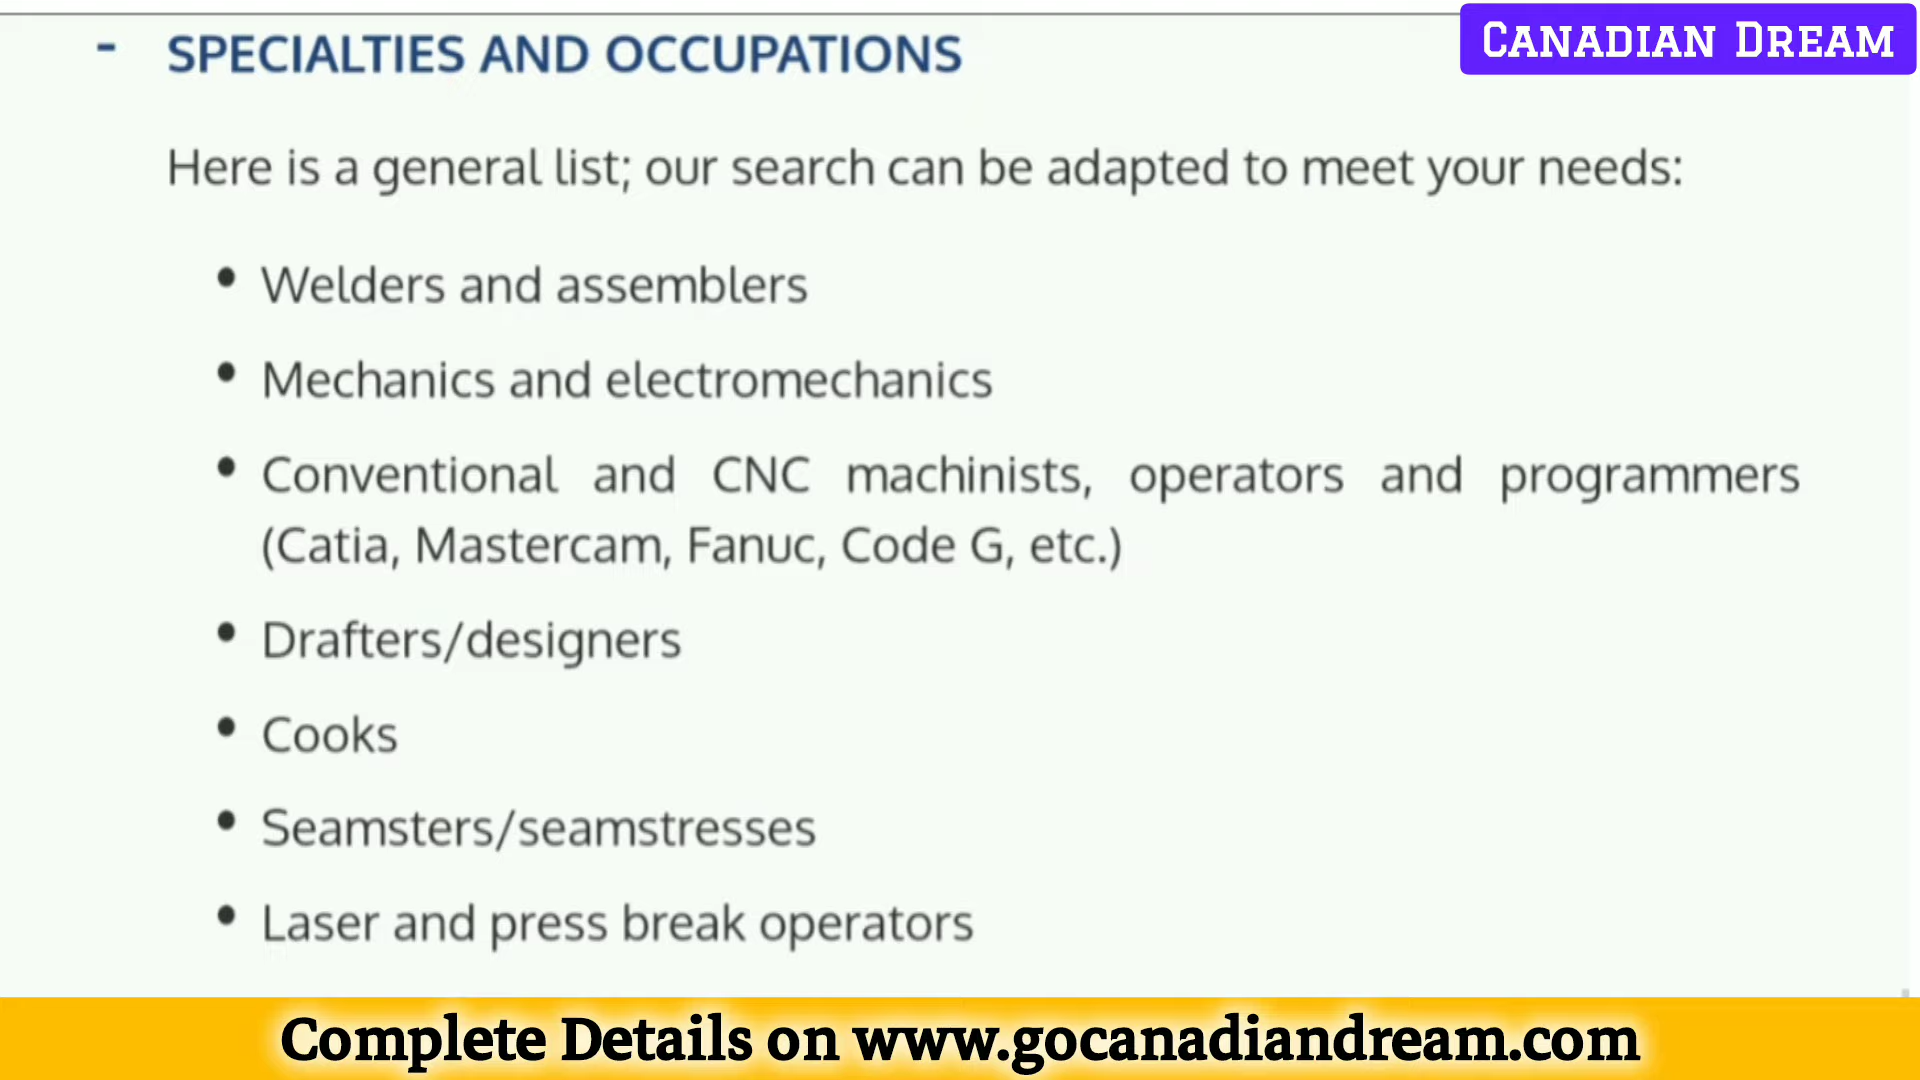 - SPECIALTIES AND OCCUPATIONS
CANADIAN DREAM
Here is a general list; our search can be adapted to meet your needs:
• Welders and assemblers
• Mechanics and electromechanics
• Conventional and CNC machinists, operators and programmers
(Catia, Mastercam, Fanuc, Code G, etc.)
• Drafters/designers
• Cooks
• Seamsters/seamstresses
• Laser and press break operators
Complete Details on www.gocanadiandream.com